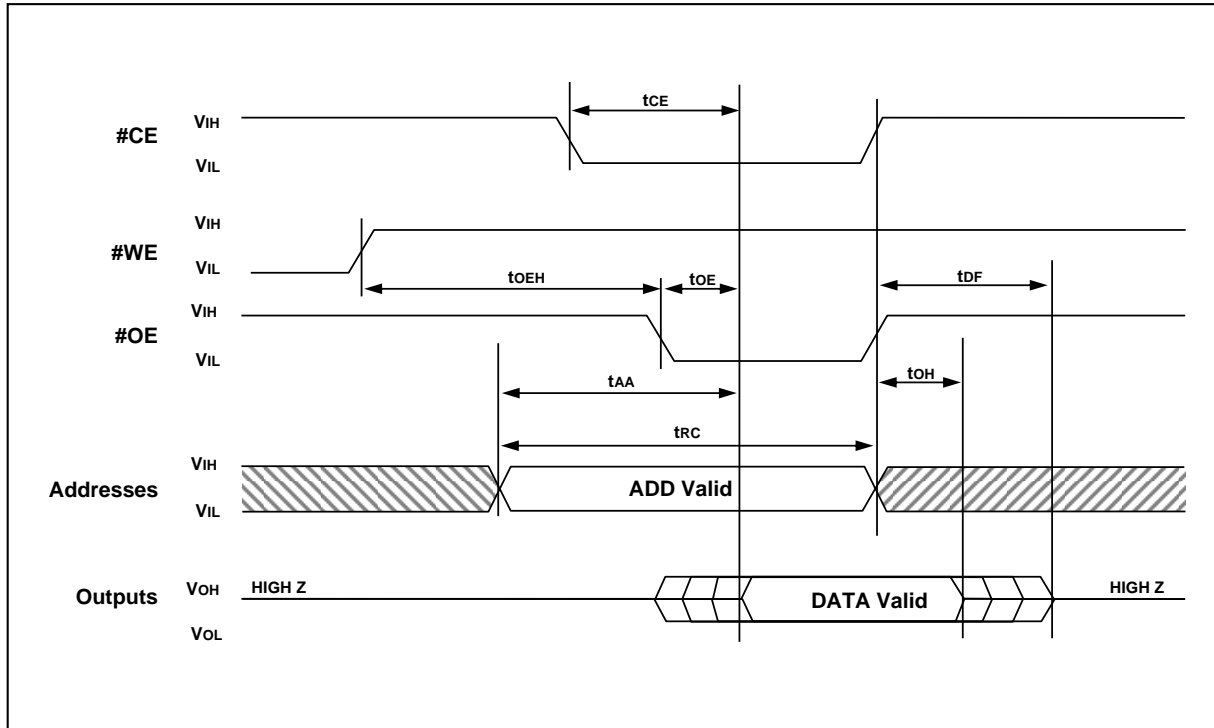 tCE
VIH
#CE
VIL
VIH
#WE
VIL
tOEH
tOE
tDF
VIH
#OE
VIL
tOH
tAA
tRC
VIH
Addresses
ADD Valid
VIL
VOH
HIGH Z
HIGH Z
Outputs
DATA Valid
VOL